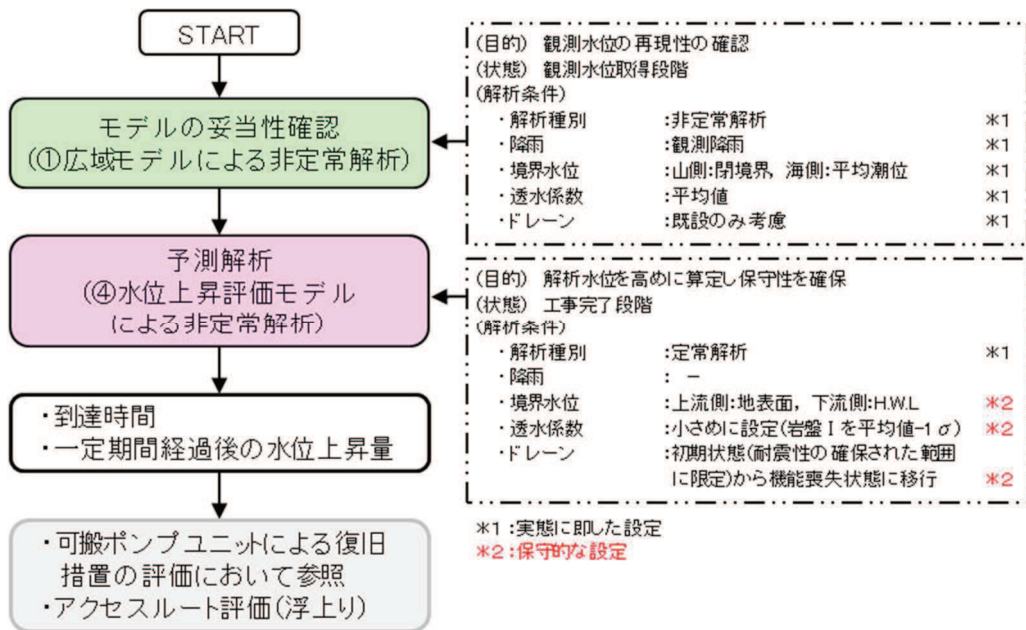 START
モデルの妥当性確認
(①広域モデルによる非定常解析)
予測解析
(④水位上昇評価モデル
による非定常解析)
・到達時間
・一定期間経過後の水位上昇量
・可搬ポンプユニットによる復旧
措置の評価において参照
・アクセスルート評価(浮上り)
(目的) 観測水位の再現性の確認
(状態) 観測水位取得段階
(解析条件)
・解析種別 :非定常解析 *1
・降雨 :観測降雨 *1
・境界水位 :山側:閉境界, 海側:平均潮位 *1
・透水係数 :平均値 *1
・ドレーン :既設のみ考慮 *1
(目的) 解析水位を高めに算定し保守性を確保
(状態) 工事完了段階
(解析条件)
・解析種別 :定常解析 *1
・降雨 : －
・境界水位 :上流側:地表面, 下流側:H.W.L *2
・透水係数 :小さめに設定(岩盤Ⅰを平均値-1σ) *2
・ドレーン :初期状態(耐震性の確保された範囲
に限定)から機能喪失状態に移行 *2
*1:実態に即した設定
*2:保守的な設定